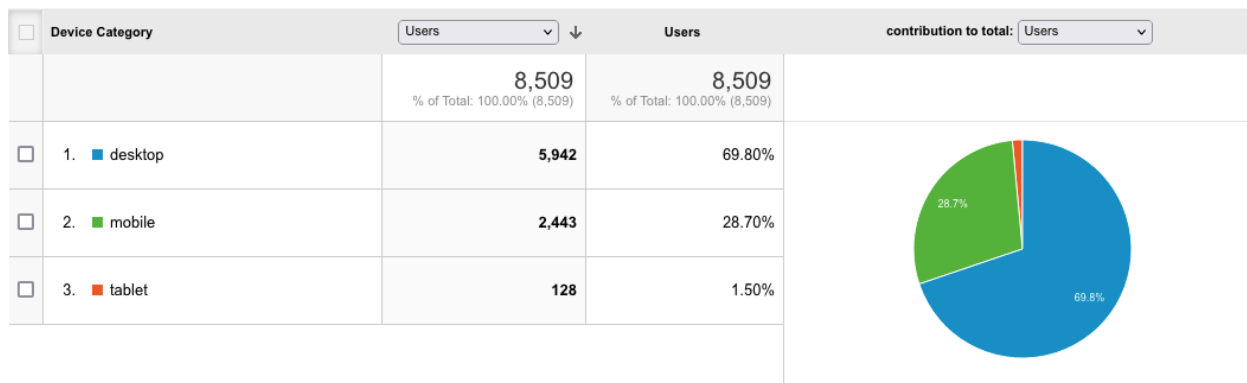 Device Category Users Users contribution to total: Users
8,509 8,509
% of Total: 100.00% (8,509) % of Total: 100.00% (8,509)
1. desktop 5,942 69.80%
2. mobile 2,443 28.70%
3. tablet 128 1.50%
28.7%
69.8%